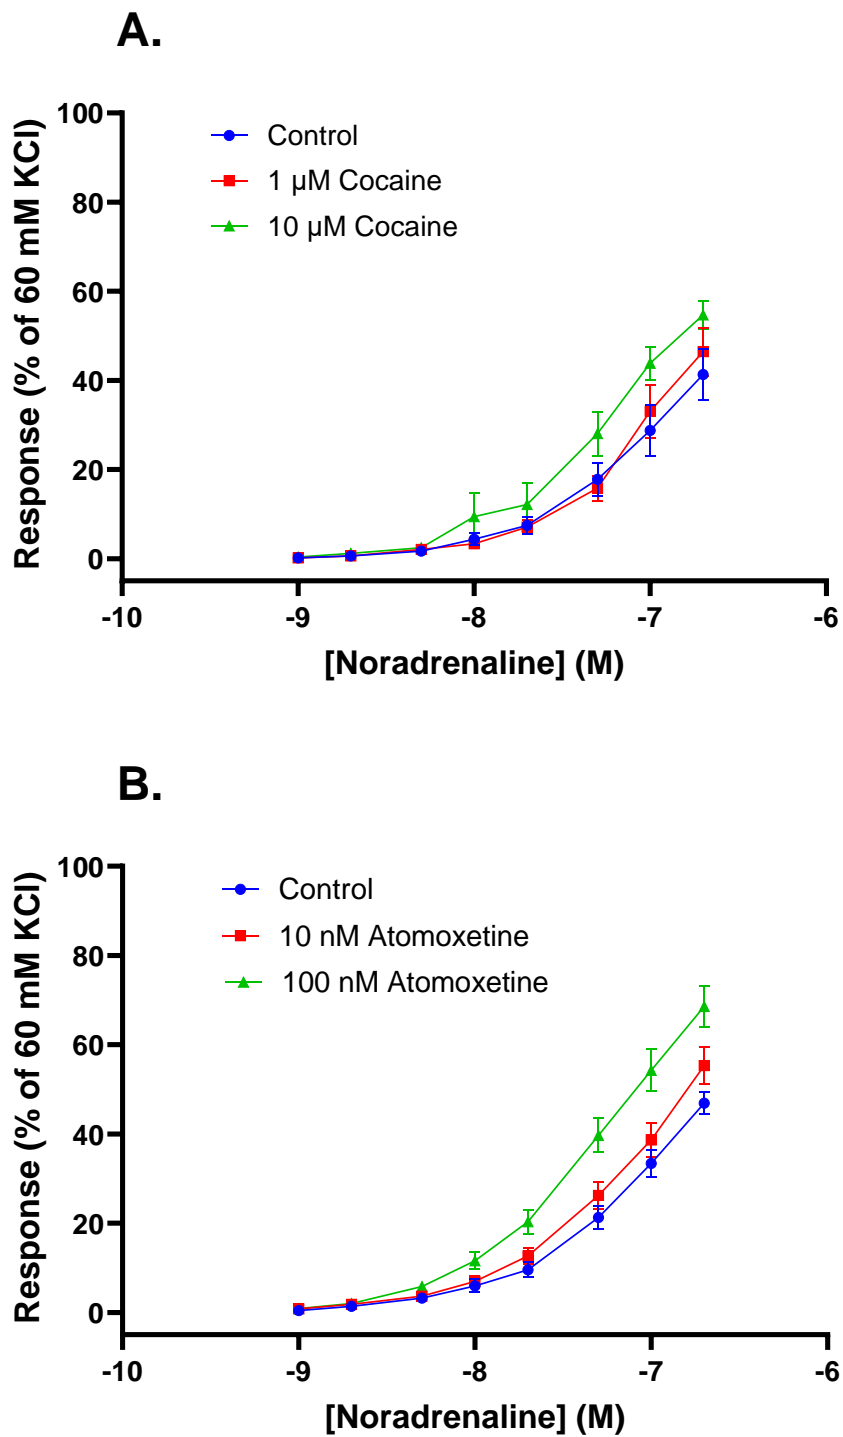 A.
Response (% of 60 mM KCl)
100
80
60
40
20
0
Control
1 µM Cocaine
10 µM Cocaine
-10 -9 -8 -7 -6
[Noradrenaline] (M)
B.
Response (% of 60 mM KCl)
100
80
60
40
20
0
Control
10 nM Atomoxetine
100 nM Atomoxetine
-10 -9 -8 -7 -6
[Noradrenaline] (M)